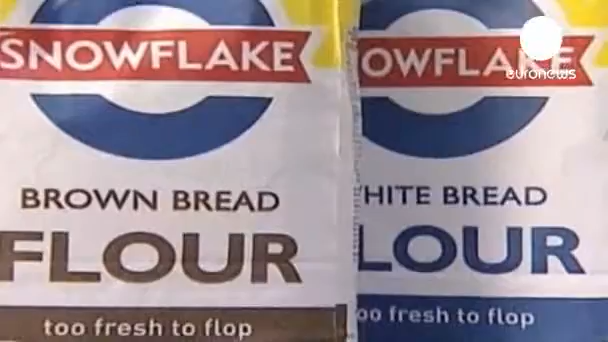 SNOWFLAKE
BROWN BREAD
FLOUR
too fresh to flop
OWFLAKE
HITE BREAD
LOUR
oo fresh to flop
euronews